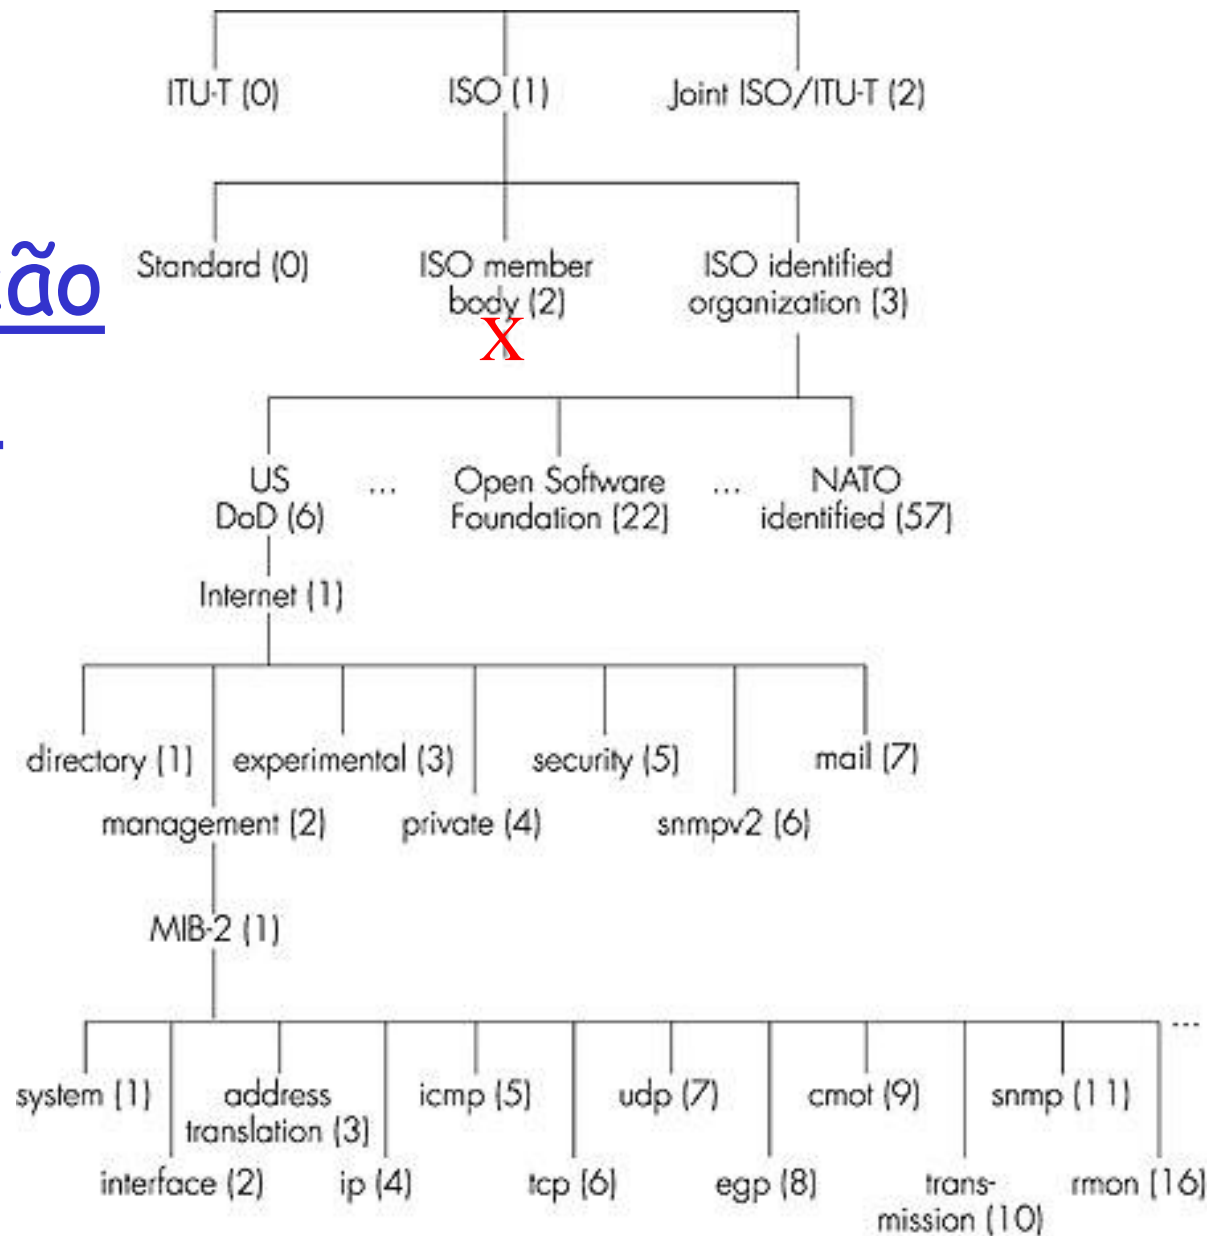 ITU-T (0) ISO (1) Joint ISO/ITU-T (2)
ão
Standard (0) ISO member ISO identified
body (2) organization (3)
X
US ... Open Software ... NATO
DoD (6) Foundation (22) identified (57)
Internet (1)
directory (1) experimental (3) security (5) mail (7)
management (2) private (4) snmpv2 (6)
MIB-2 (1)
...
system (1) address icmp (5) udp (7) cmot (9) snmp (11)
translation (3)
interface (2) ip (4) tcp (6) egp (8) trans- rmon (16)
mission (10)